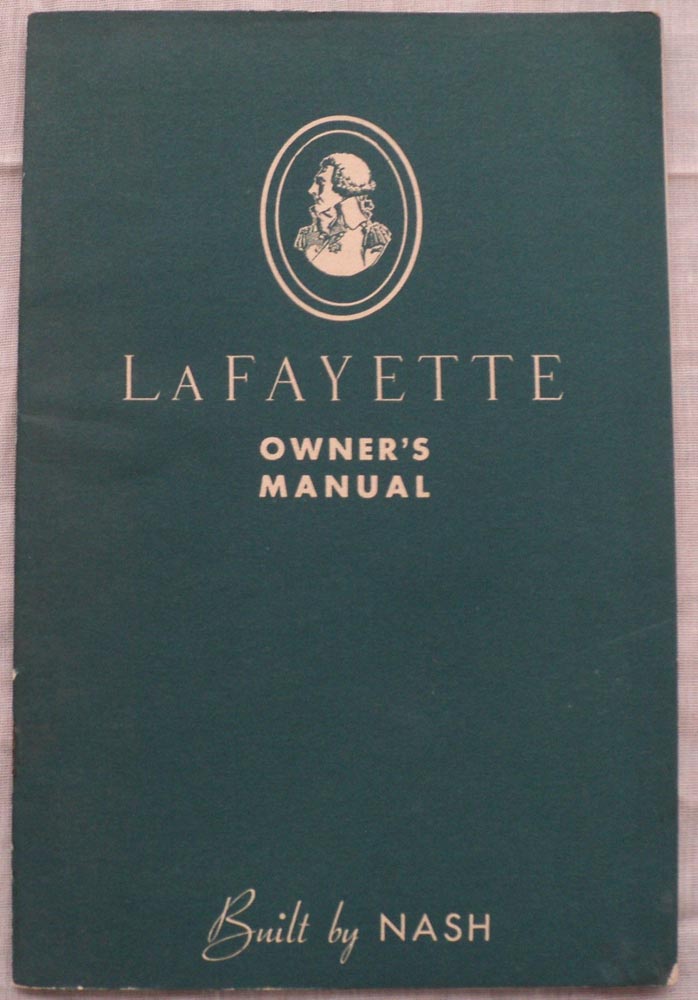 LAFAYETTE
OWNER'S
MANUAL
Built by NASH